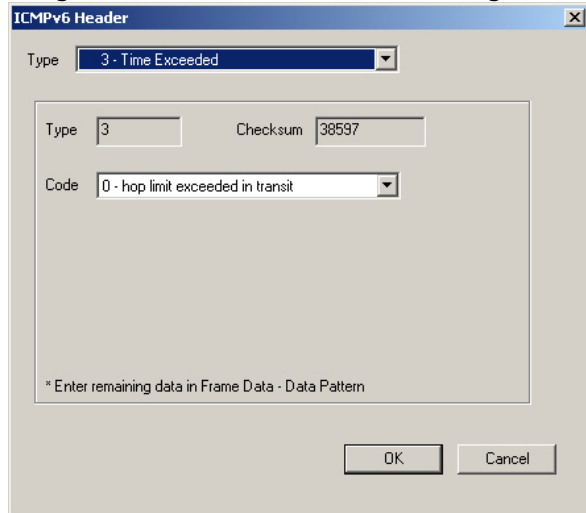 ICMPv6 Header
Type 3 - Time Exceeded
Type 3 Checksum 38597
Code 0 - hop limit exceeded in transit
* Enter remaining data in Frame Data - Data Pattern
OK Cancel